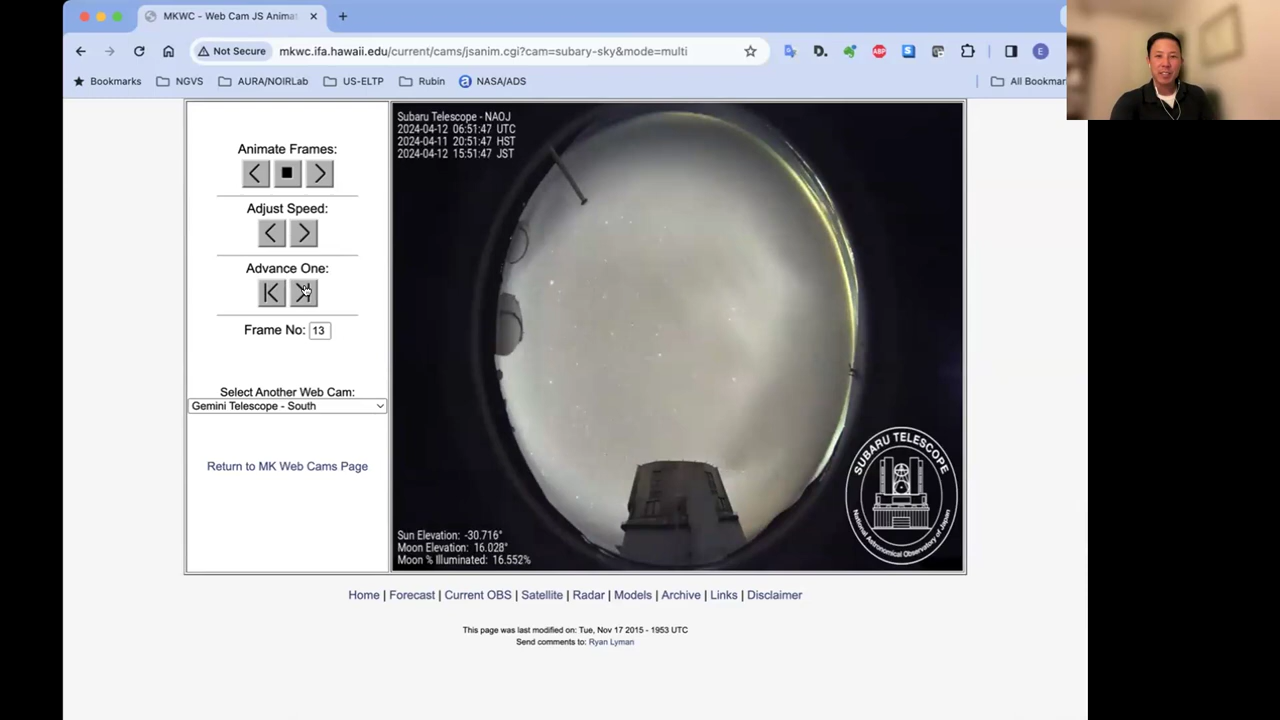 MKWC - Web Cam JS Animat
Not Secure
mkwc.ifa.hawaii.edu/current/cams/jsanim.cgi?cam=subary-sky&mode=multi
E
Bookmarks
NGVS
AURA/NOIRLab
US-ELTP
Rubin
NASA/ADS
All Bookmar
Animate Frames:
Adjust Speed:
Advance One:
Frame No: 13
Select Another Web Cam:
Gemini Telescope - South
Return to MK Web Cams Page
Subaru Telescope - NAOJ
2024-04-12 06:51:47 UTC
2024-04-11 20:51:47 HST
2024-04-12 15:51:47 JST
Sun Elevation: -30.716°
Moon Elevation: 16.028°
Moon % Illuminated: 16.552%
SUBARU TELESCOPE
National Astronomical Observatory of Japan
Home | Forecast | Current OBS | Satellite | Radar | Models | Archive | Links | Disclaimer
This page was last modified on: Tue, Nov 17 2015 - 1953 UTC
Send comments to: Ryan Lyman